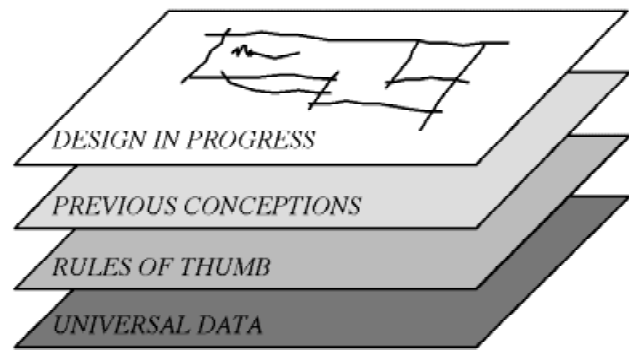 DESIGN IN PROGRESS
PREVIOUS CONCEPTIONS
RULES OF THUMB
UNIVERSAL DATA